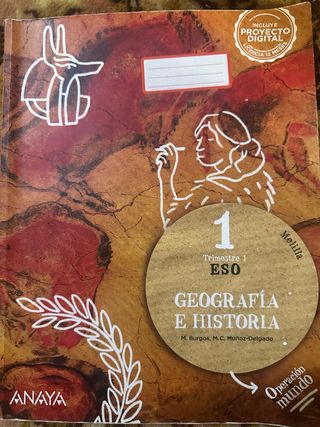 INCLUYE
PROYECTO
DIGITAL
LICENCIA 12 MESES
1
Trimestre 1
ESO
Melilla
GEOGRAFÍA
E HISTORIA
M. Burgos, M.C. Muñoz-Delgado
Operación
mundo
ANAYA